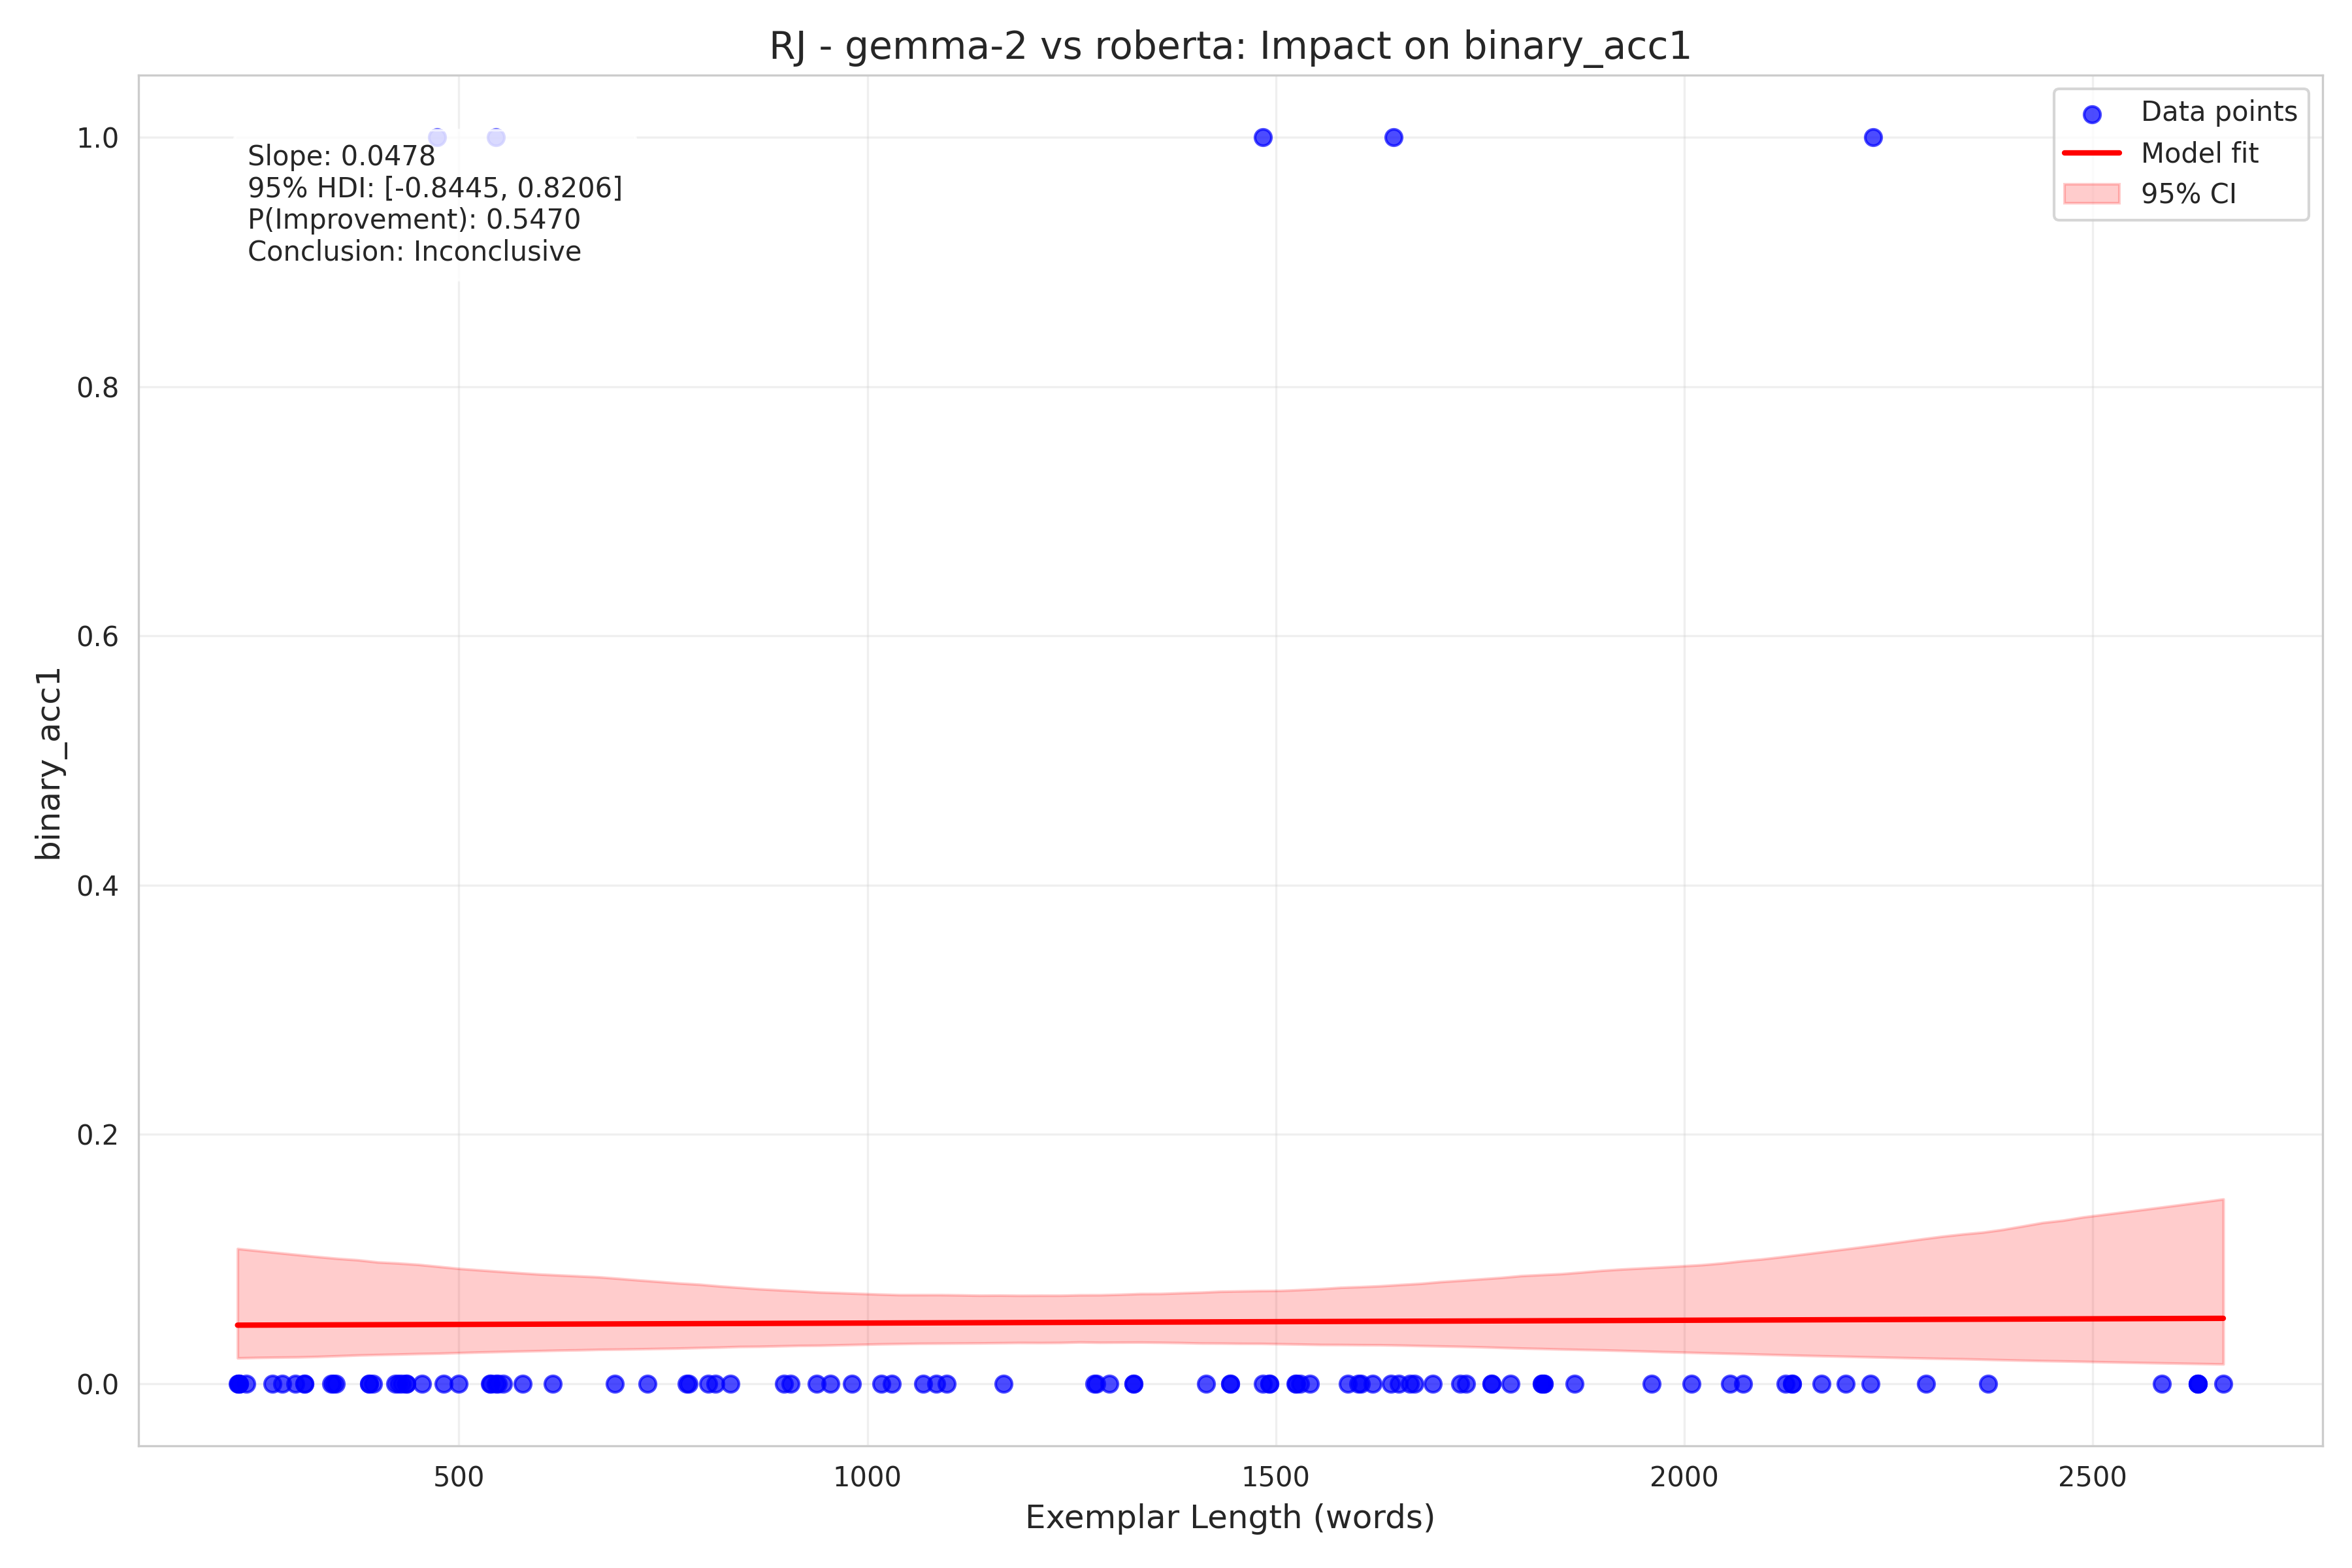 RJ - gemma-2 vs roberta: Impact on binary_acc1
Slope: 0.0478
95% HDI: [-0.8445, 0.8206]
P(Improvement): 0.5470
Conclusion: Inconclusive
Data points
Model fit
95% CI
binary_acc1
1.0
0.8
0.6
0.4
0.2
0.0
500
1000
1500
2000
2500
Exemplar Length (words)